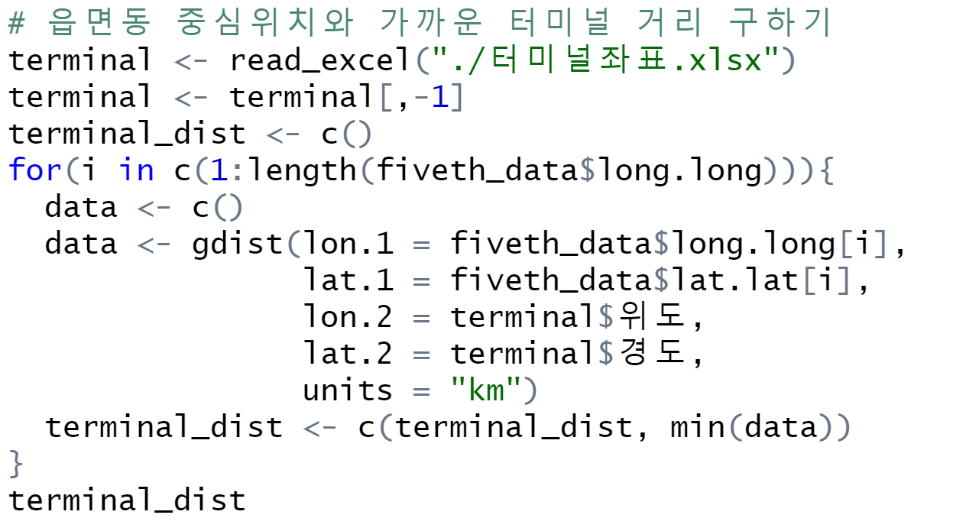 # 읍면동 중심위치와 가까운 터미널 거리 구하기
terminal <- read_excel("./터미널좌표.xlsx")
terminal <- terminal[,-1]
terminal_dist <- c()
for(i in c(1:length(fiveth_data$long.long))){
  data <- c()
  data <- gdist(lon.1 = fiveth_data$long.long[i],
                lat.1 = fiveth_data$lat.lat[i],
                lon.2 = terminal$위도,
                lat.2 = terminal$경도,
                units = "km")
  terminal_dist <- c(terminal_dist, min(data))
}
terminal_dist